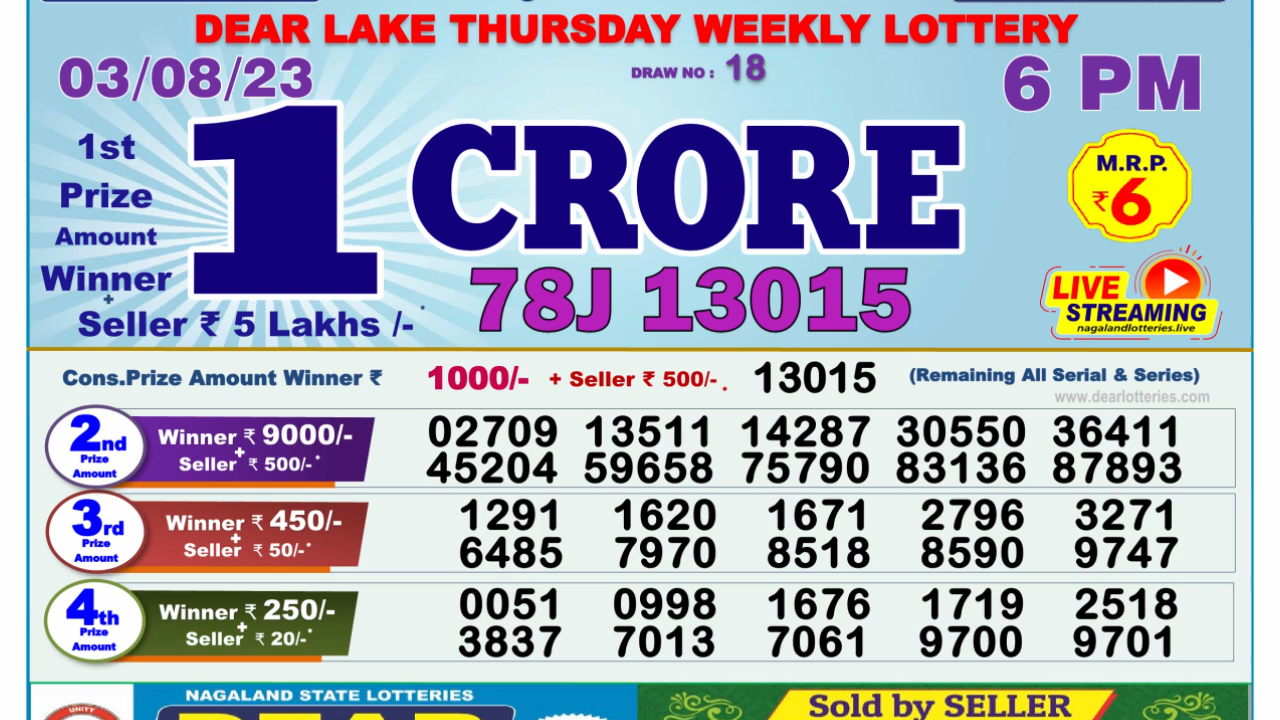 DEAR LAKE THURSDAY WEEKLY LOTTERY
03/08/23
DRAW NO : 18
6 PM
1st
Prize
Amount
Winner
+
Seller ₹ 5 Lakhs /-
1 CRORE
78J 13015
M.R.P.
₹6
LIVE
STREAMING
nagalandlotteries.live
Cons.Prize Amount Winner ₹ 1000/- + Seller ₹ 500/- . 13015 (Remaining All Serial & Series)
www.dearlotteries.com
2nd
Prize
Amount
Winner ₹ 9000/-
+
Seller ₹ 500/-*
02709 13511 14287 30550 36411
45204 59658 75790 83136 87893
3rd
Prize
Amount
Winner ₹ 450/-
+
Seller ₹ 50/-*
1291 1620 1671 2796 3271
6485 7970 8518 8590 9747
4th
Prize
Amount
Winner ₹ 250/-
+
Seller ₹ 20/-*
0051 0998 1676 1719 2518
3837 7013 7061 9700 9701
UNITY
NAGALAND STATE LOTTERIES
DEAR
Sold by SELLER